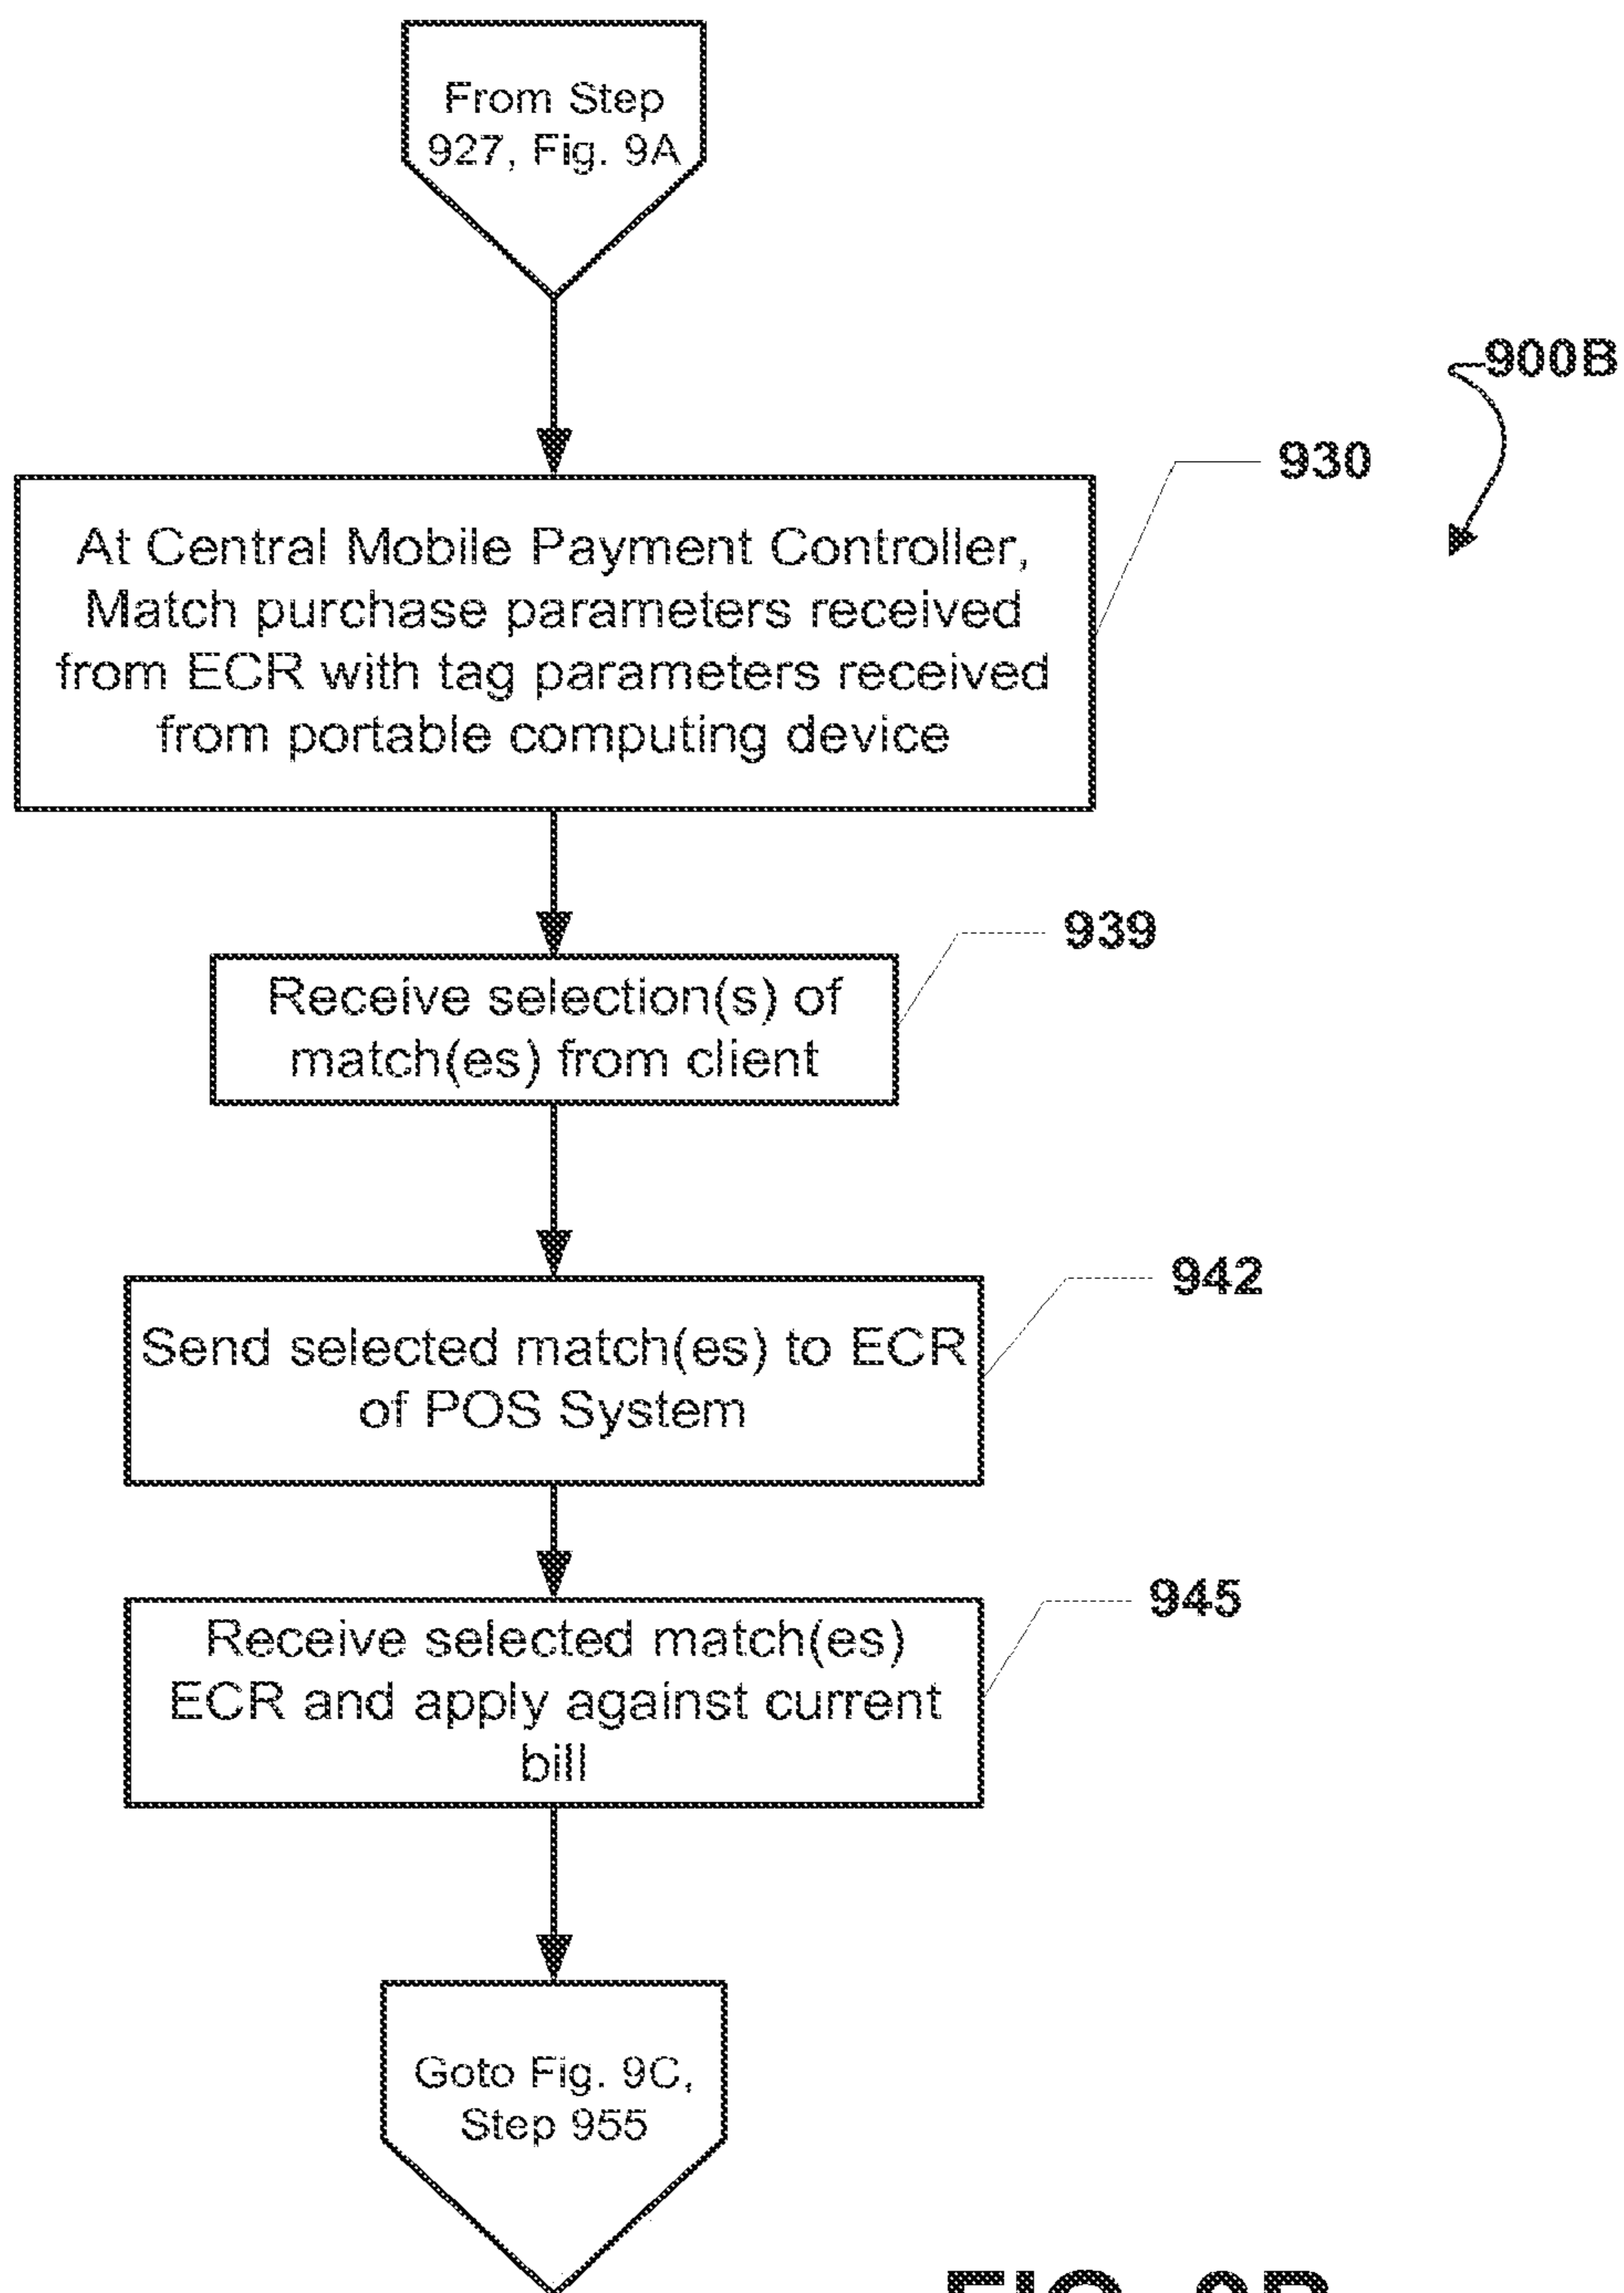 From Step
927, Fig. 9A
900B
930
At Central Mobile Payment Controller,
Match purchase parameters received
from ECR with tag parameters received
from portable computing device
939
Receive selection(s) of
match(es) from client
942
Send selected match(es) to ECR
of POS System
945
Receive selected match(es)
ECR and apply against current
bill
Goto Fig. 9C,
Step 955
FIG. 9B